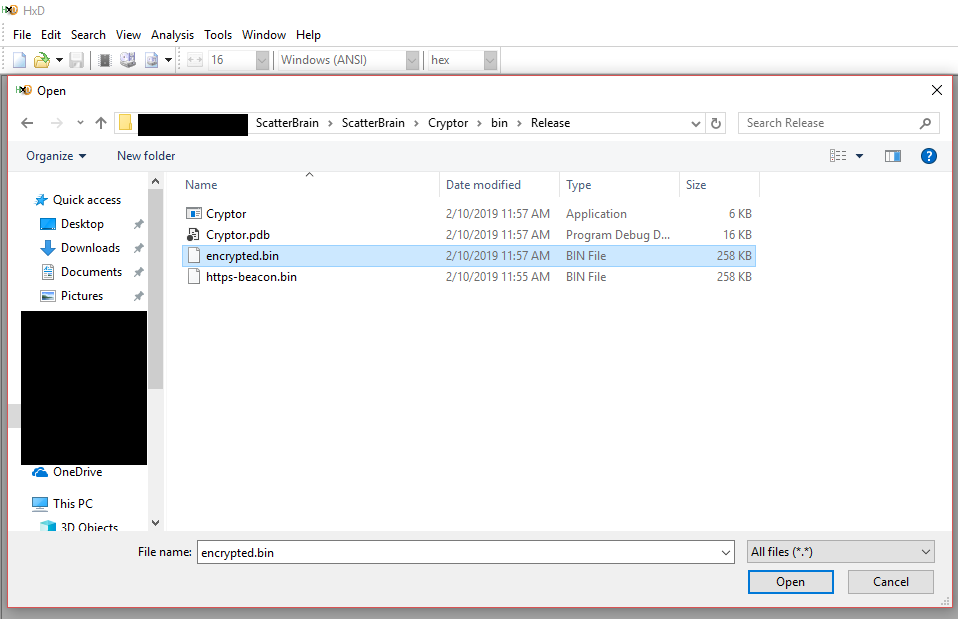 HxD
File Edit Search View Analysis Tools Window Help
16 Windows (ANSI) hex
Open
ScatterBrain > ScatterBrain > Cryptor > bin > Release
Search Release
Organize New folder
Name Date modified Type Size
Quick access
Desktop
Downloads
Documents
Pictures
OneDrive
This PC
3D Objects
Cryptor 2/10/2019 11:57 AM Application 6 KB
Cryptor.pdb 2/10/2019 11:57 AM Program Debug D... 16 KB
encrypted.bin 2/10/2019 11:57 AM BIN File 258 KB
https-beacon.bin 2/10/2019 11:55 AM BIN File 258 KB
File name: encrypted.bin All files (*.*)
Open Cancel